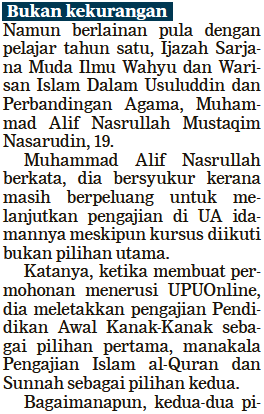 Bukan kekurangan
Namun berlainan pula dengan
pelajar tahun satu, Ijazah Sarja-
na Muda Ilmu Wahyu dan Wari-
san Islam Dalam Usuluddin dan
Perbandingan Agama, Muham-
mad Alif Nasrullah Mustaqim
Nasarudin, 19.
Muhammad Alif Nasrullah
berkata, dia bersyukur kerana
masih berpeluang untuk me-
lanjutkan pengajian di UA ida-
mannya meskipun kursus diikuti
bukan pilihan utama.
Katanya, ketika membuat per-
mohonan menerusi UPUOnline,
dia meletakkan pengajian Pendi-
dikan Awal Kanak-Kanak seba-
gai pilihan pertama, manakala
Pengajian Islam al-Quran dan
Sunnah sebagai pilihan kedua.
Bagaimanapun, kedua-dua pi-